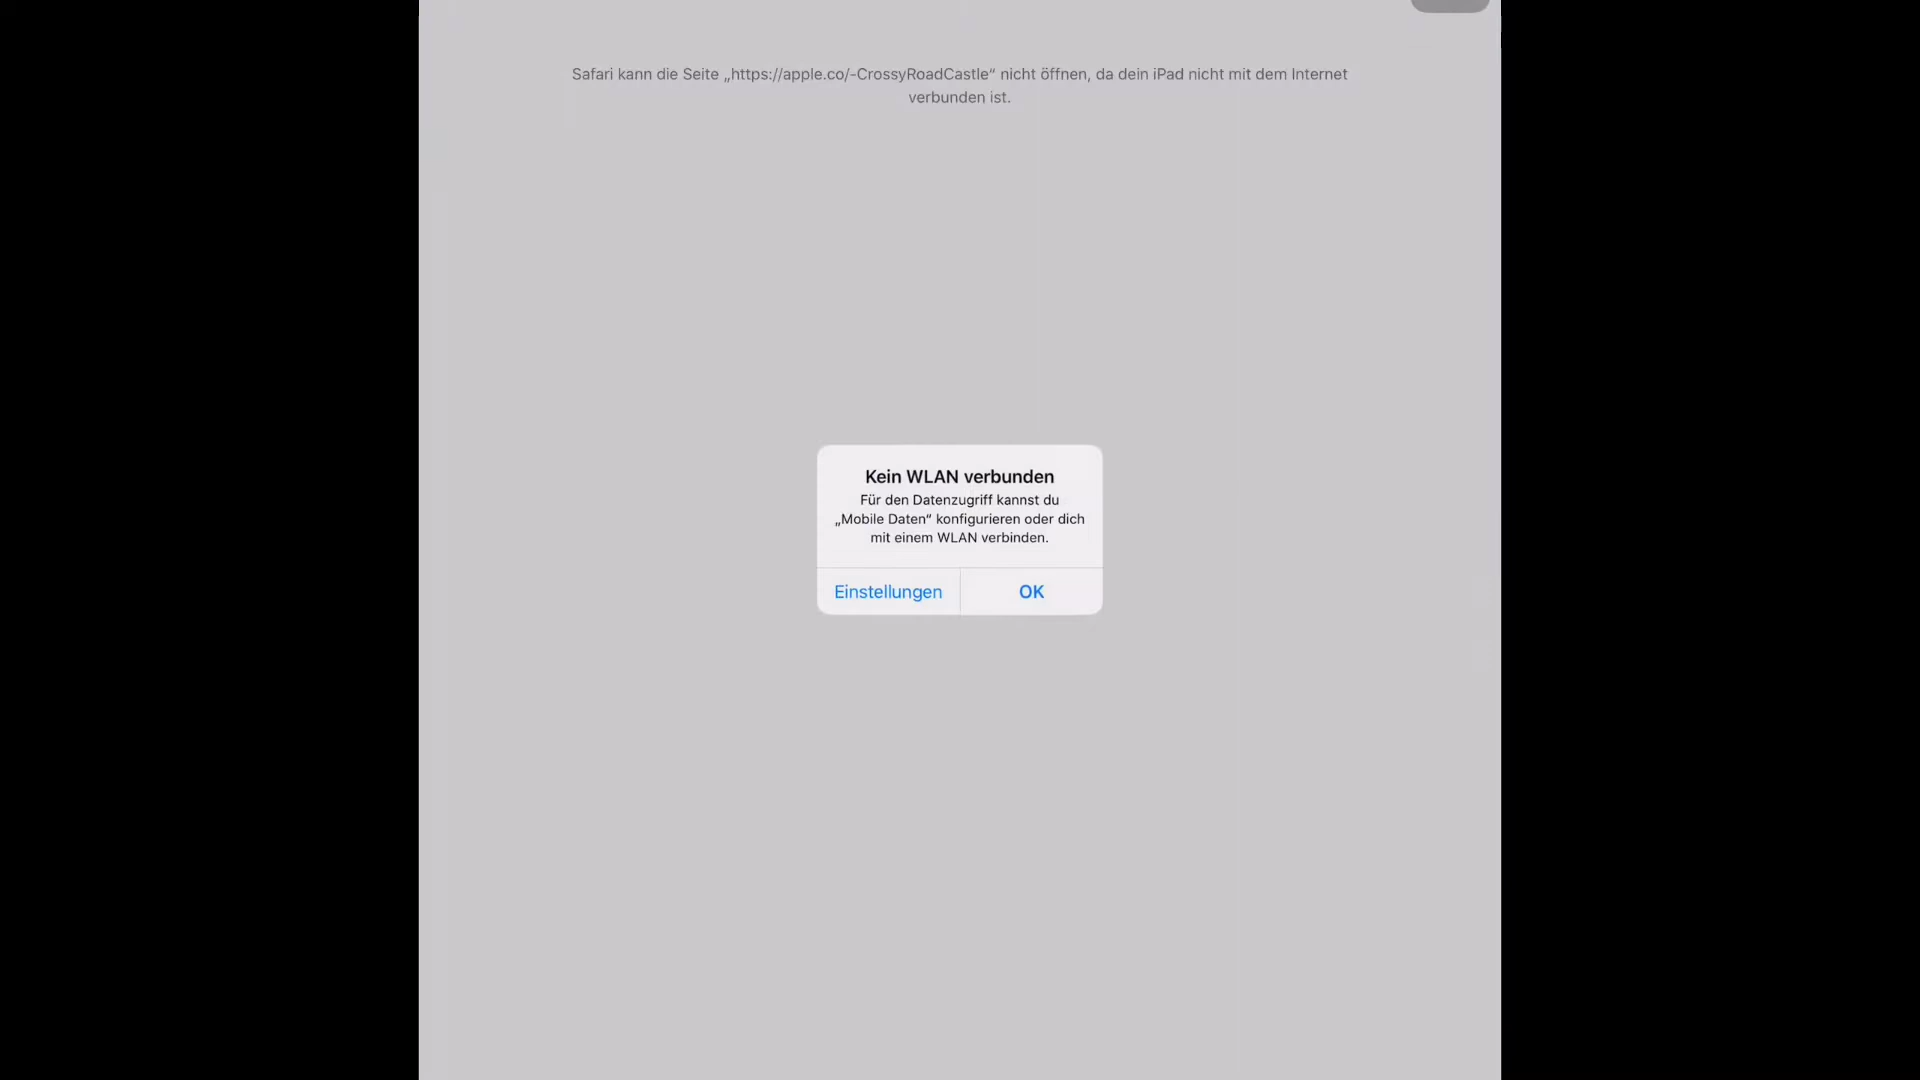 Safari kann die Seite „https://apple.co/-CrossyRoadCastle“ nicht öffnen, da dein iPad nicht mit dem Internet
verbunden ist.
Kein WLAN verbunden
Für den Datenzugriff kannst du
„Mobile Daten“ konfigurieren oder dich
mit einem WLAN verbinden.
Einstellungen
OK